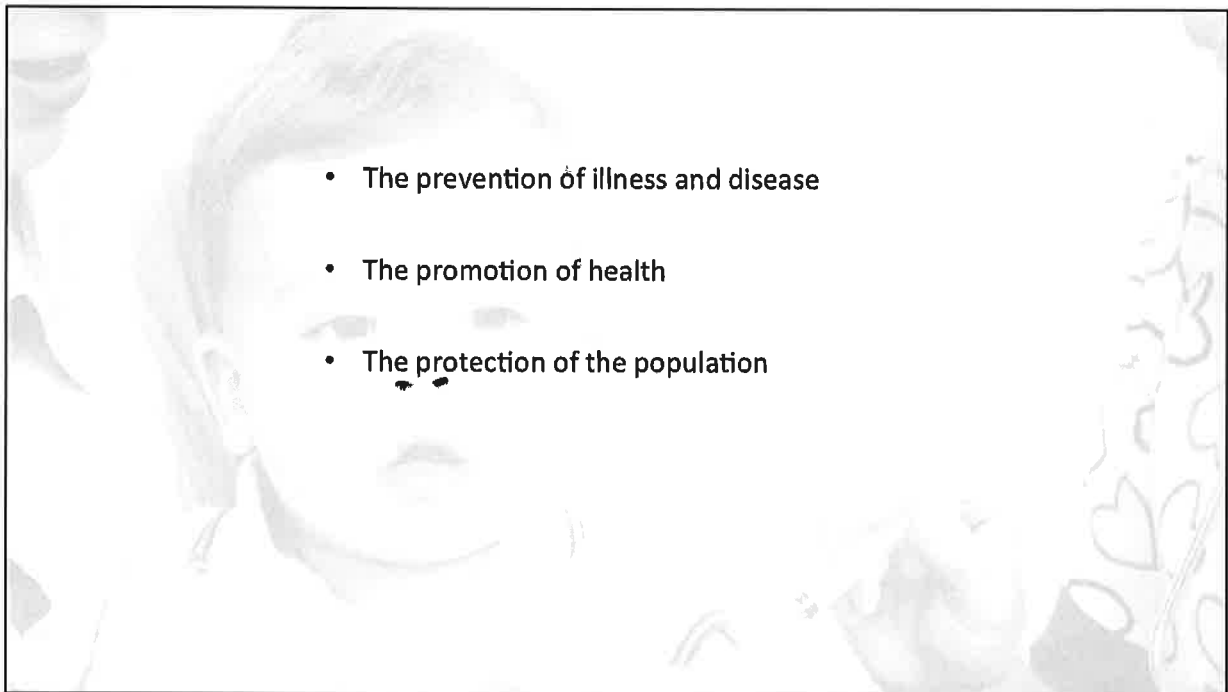 • The prevention of illness and disease
• The promotion of health
• The protection of the population